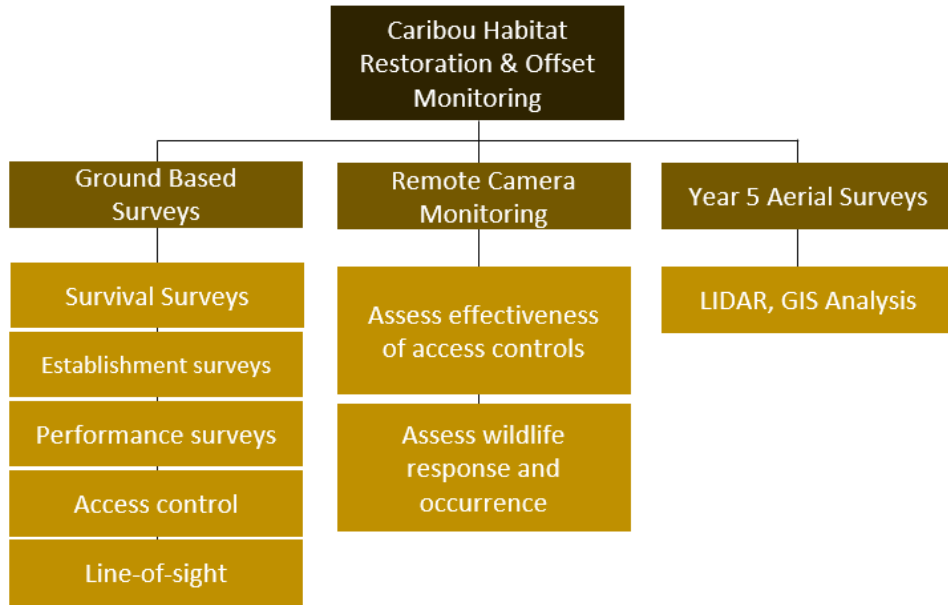 Caribou Habitat
Restoration & Offset
Monitoring
Ground Based
Surveys
Remote Camera
Monitoring
Year 5 Aerial Surveys
Survival Surveys
Establishment surveys
Performance surveys
Access control
Line-of-sight
Assess effectiveness
of access controls
Assess wildlife
response and
occurrence
LIDAR, GIS Analysis